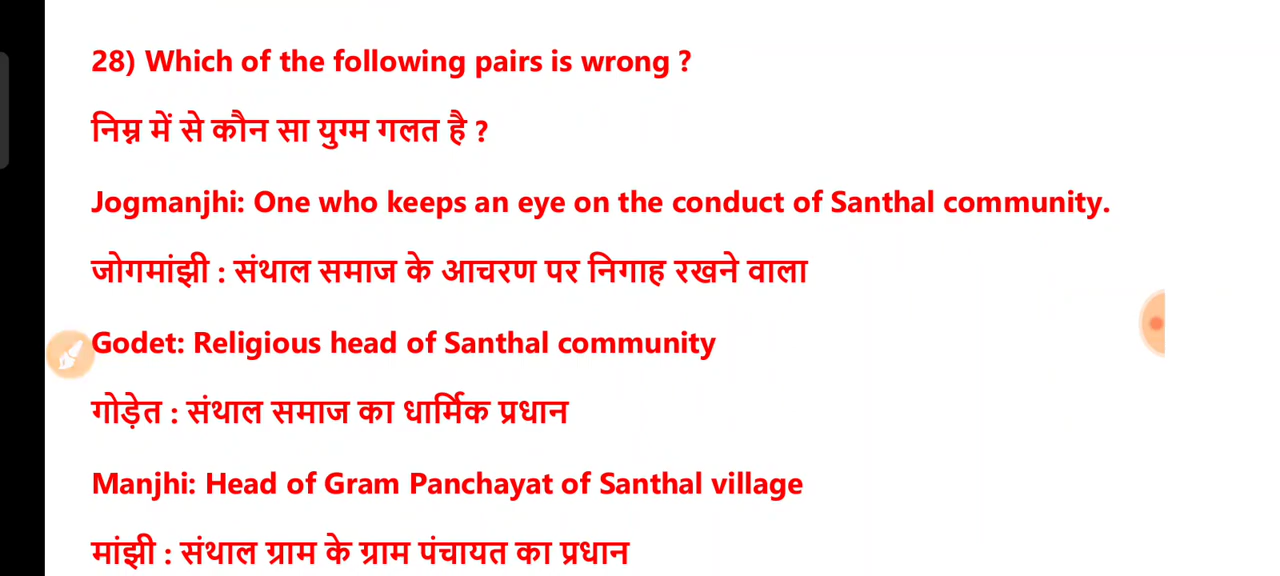 28) Which of the following pairs is wrong ?
निम्न में से कौन सा युग्म गलत है ?
Jogmanjhi: One who keeps an eye on the conduct of Santhal community.
जोगमांझी : संथाल समाज के आचरण पर निगाह रखने वाला
Godet: Religious head of Santhal community
गोड़ेत : संथाल समाज का धार्मिक प्रधान
Manjhi: Head of Gram Panchayat of Santhal village
मांझी : संथाल ग्राम के ग्राम पंचायत का प्रधान